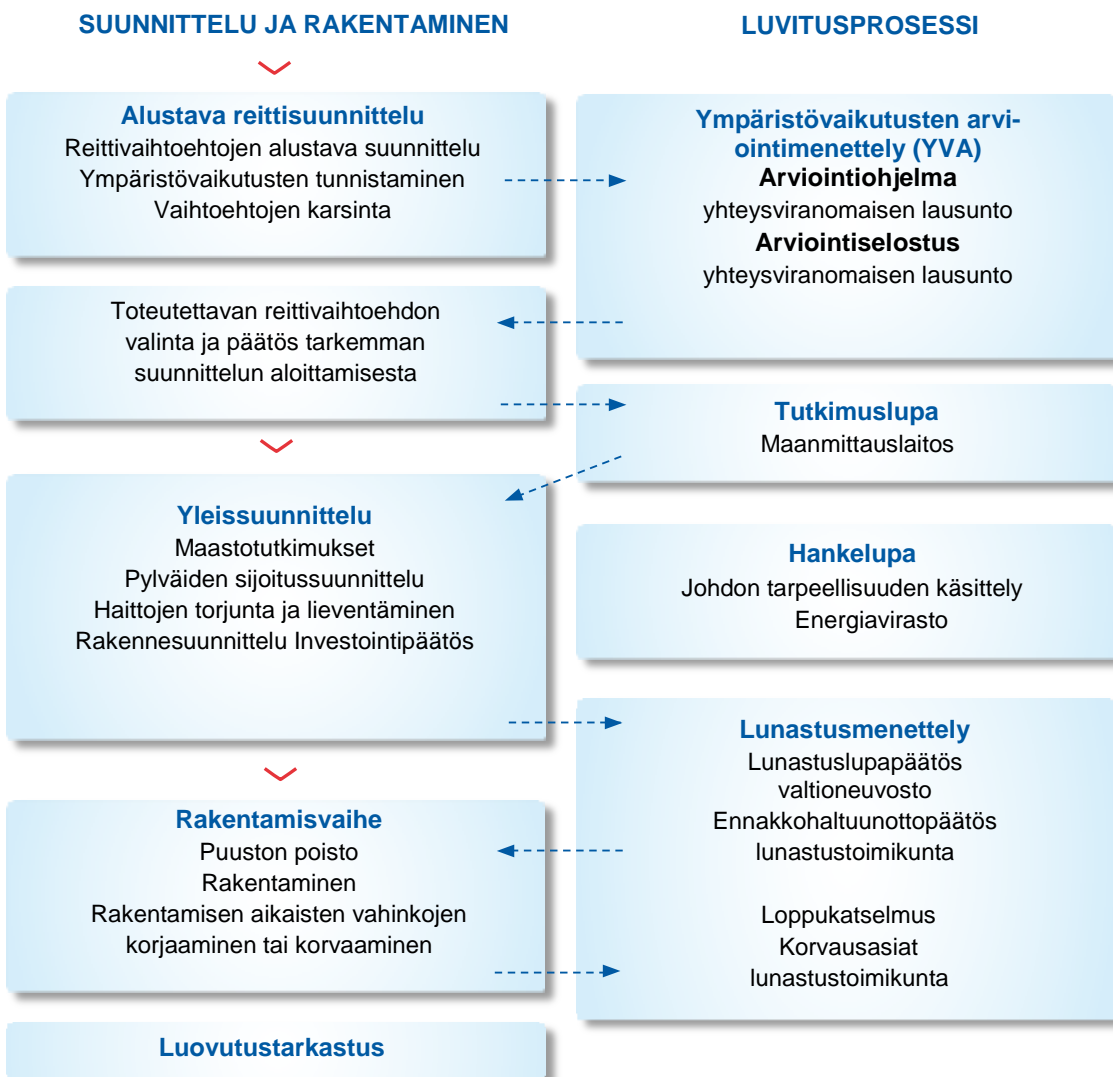 SUUNNITTELU JA RAKENTAMINEN
Alustava reittisuunnittelu
Reittivaihtoehtojen alustava suunnittelu
Ympäristövaikutusten tunnistaminen
Vaihtoehtojen karsinta
Toteutettavan reittivaihtoehdon
valinta ja päätös tarkemman
suunnittelun aloittamisesta
Yleissuunnittelu
Maastotutkimukset
Pylväiden sijoitussuunnittelu
Haittojen torjunta ja lieventäminen
Rakennesuunnittelu Investointipäätös
Rakentamisvaihe
Puuston poisto
Rakentaminen
Rakentamisen aikaisten vahinkojen
korjaaminen tai korvaaminen
Luovutustarkastus
LUVITUSPROSESSI
Ympäristövaikutusten arvi-
ointimenettely (YVA)
Arviointiohjelma
yhteysviranomaisen lausunto
Arviointiselostus
yhteysviranomaisen lausunto
Tutkimuslupa
Maanmittauslaitos
Hankelupa
Johdon tarpeellisuuden käsittely
Energiavirasto
Lunastusmenettely
Lunastuslupapäätös
valtioneuvosto
Ennakkohaltuunottopäätös
lunastustoimikunta
Loppukatselmus
Korvausasiat
lunastustoimikunta